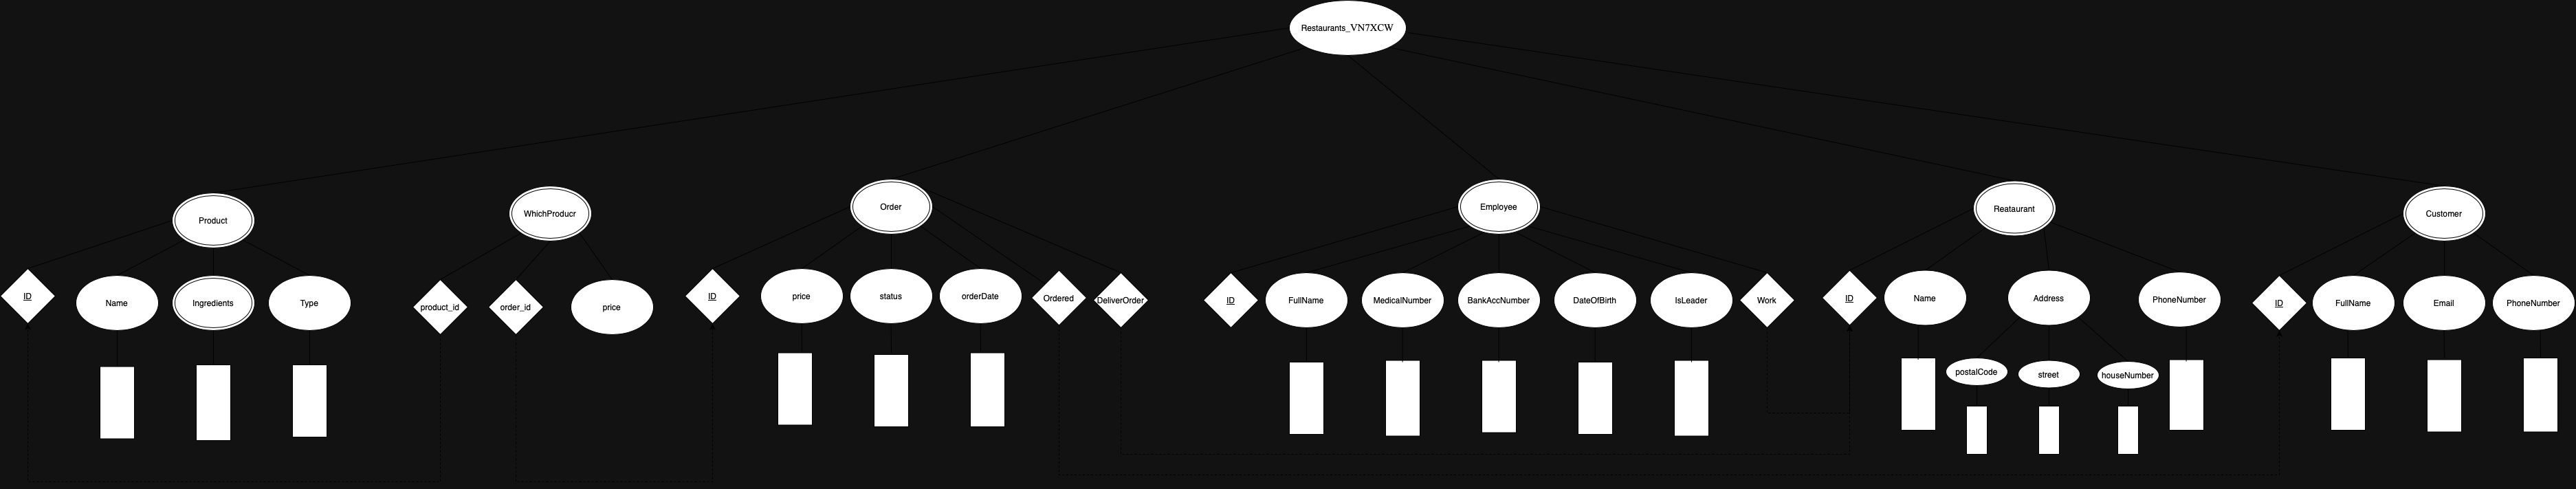 Restaurants_VN7XCW
Product
WhichProducr
Order
Employee
Reataurant
Customer
ID
Name
Ingredients
Type
product_id
order_id
price
ID
price
status
orderDate
Ordered
DeliverOrder
ID
FullName
MedicalNumber
BankAccNumber
DateOfBirth
IsLeader
Work
ID
Name
Address
PhoneNumber
ID
FullName
Email
PhoneNumber
postalCode
street
houseNumber